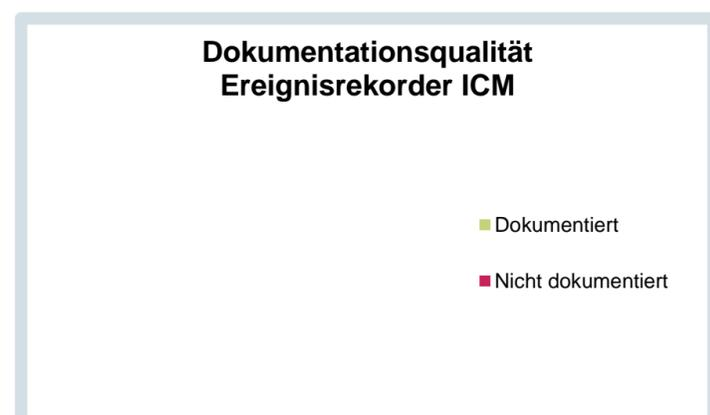 Dokumentationsqualität
Ereignisrekorder ICM
Dokumentiert
Nicht dokumentiert